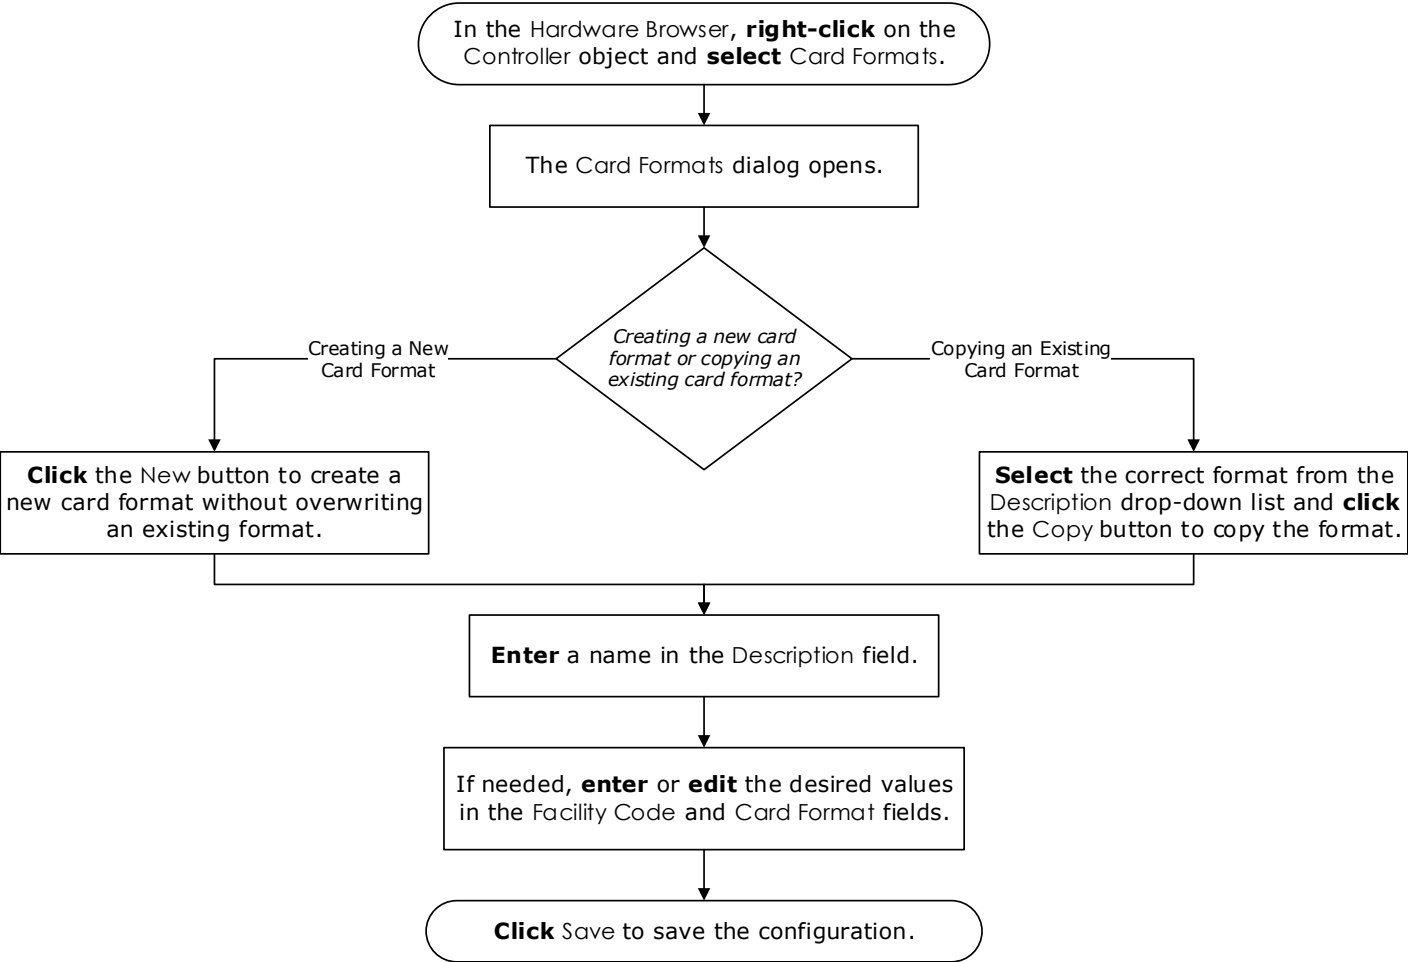 In the Hardware Browser, right-click on the
Controller object and select Card Formats.
The Card Formats dialog opens.
Creating a new card
format or copying an
existing card format?
Creating a New
Card Format
Copying an Existing
Card Format
Click the New button to create a
new card format without overwriting
an existing format.
Select the correct format from the
Description drop-down list and click
the Copy button to copy the format.
Enter a name in the Description field.
If needed, enter or edit the desired values
in the Facility Code and Card Format fields.
Click Save to save the configuration.